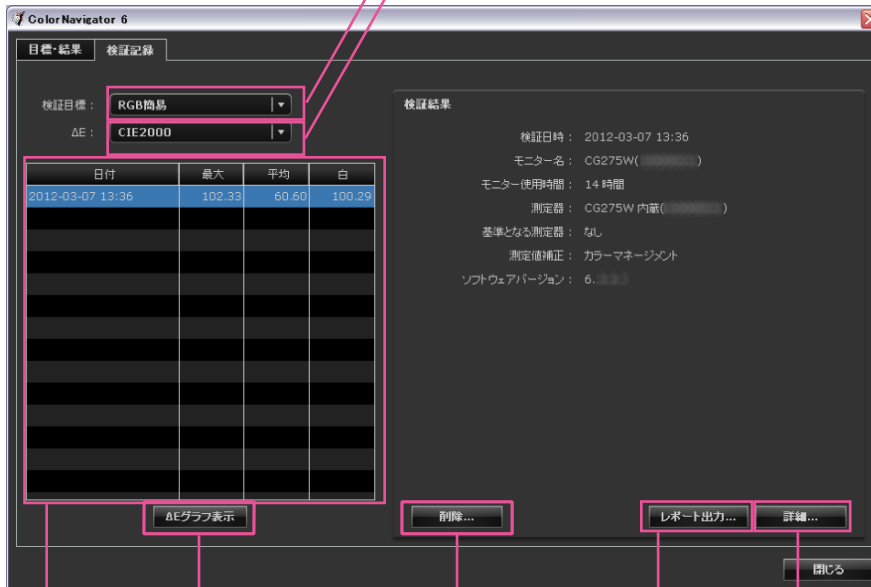 ColorNavigator 6
目標・結果 検証記録
検証目標： RGB簡易
ΔE： CIE2000
日付 最大 平均 白
2012-03-07 13:36 102.33 60.60 100.29
ΔEグラフ表示
検証結果
検証日時： 2012-03-07 13:36
モニター名： CG275W( )
モニター使用時間： 14 時間
測定器： CG275W 内蔵( )
基準となる測定器： なし
測定値補正： カラーマネージメント
ソフトウェアバージョン： 6.
削除... レポート出力... 詳細...
閉じる